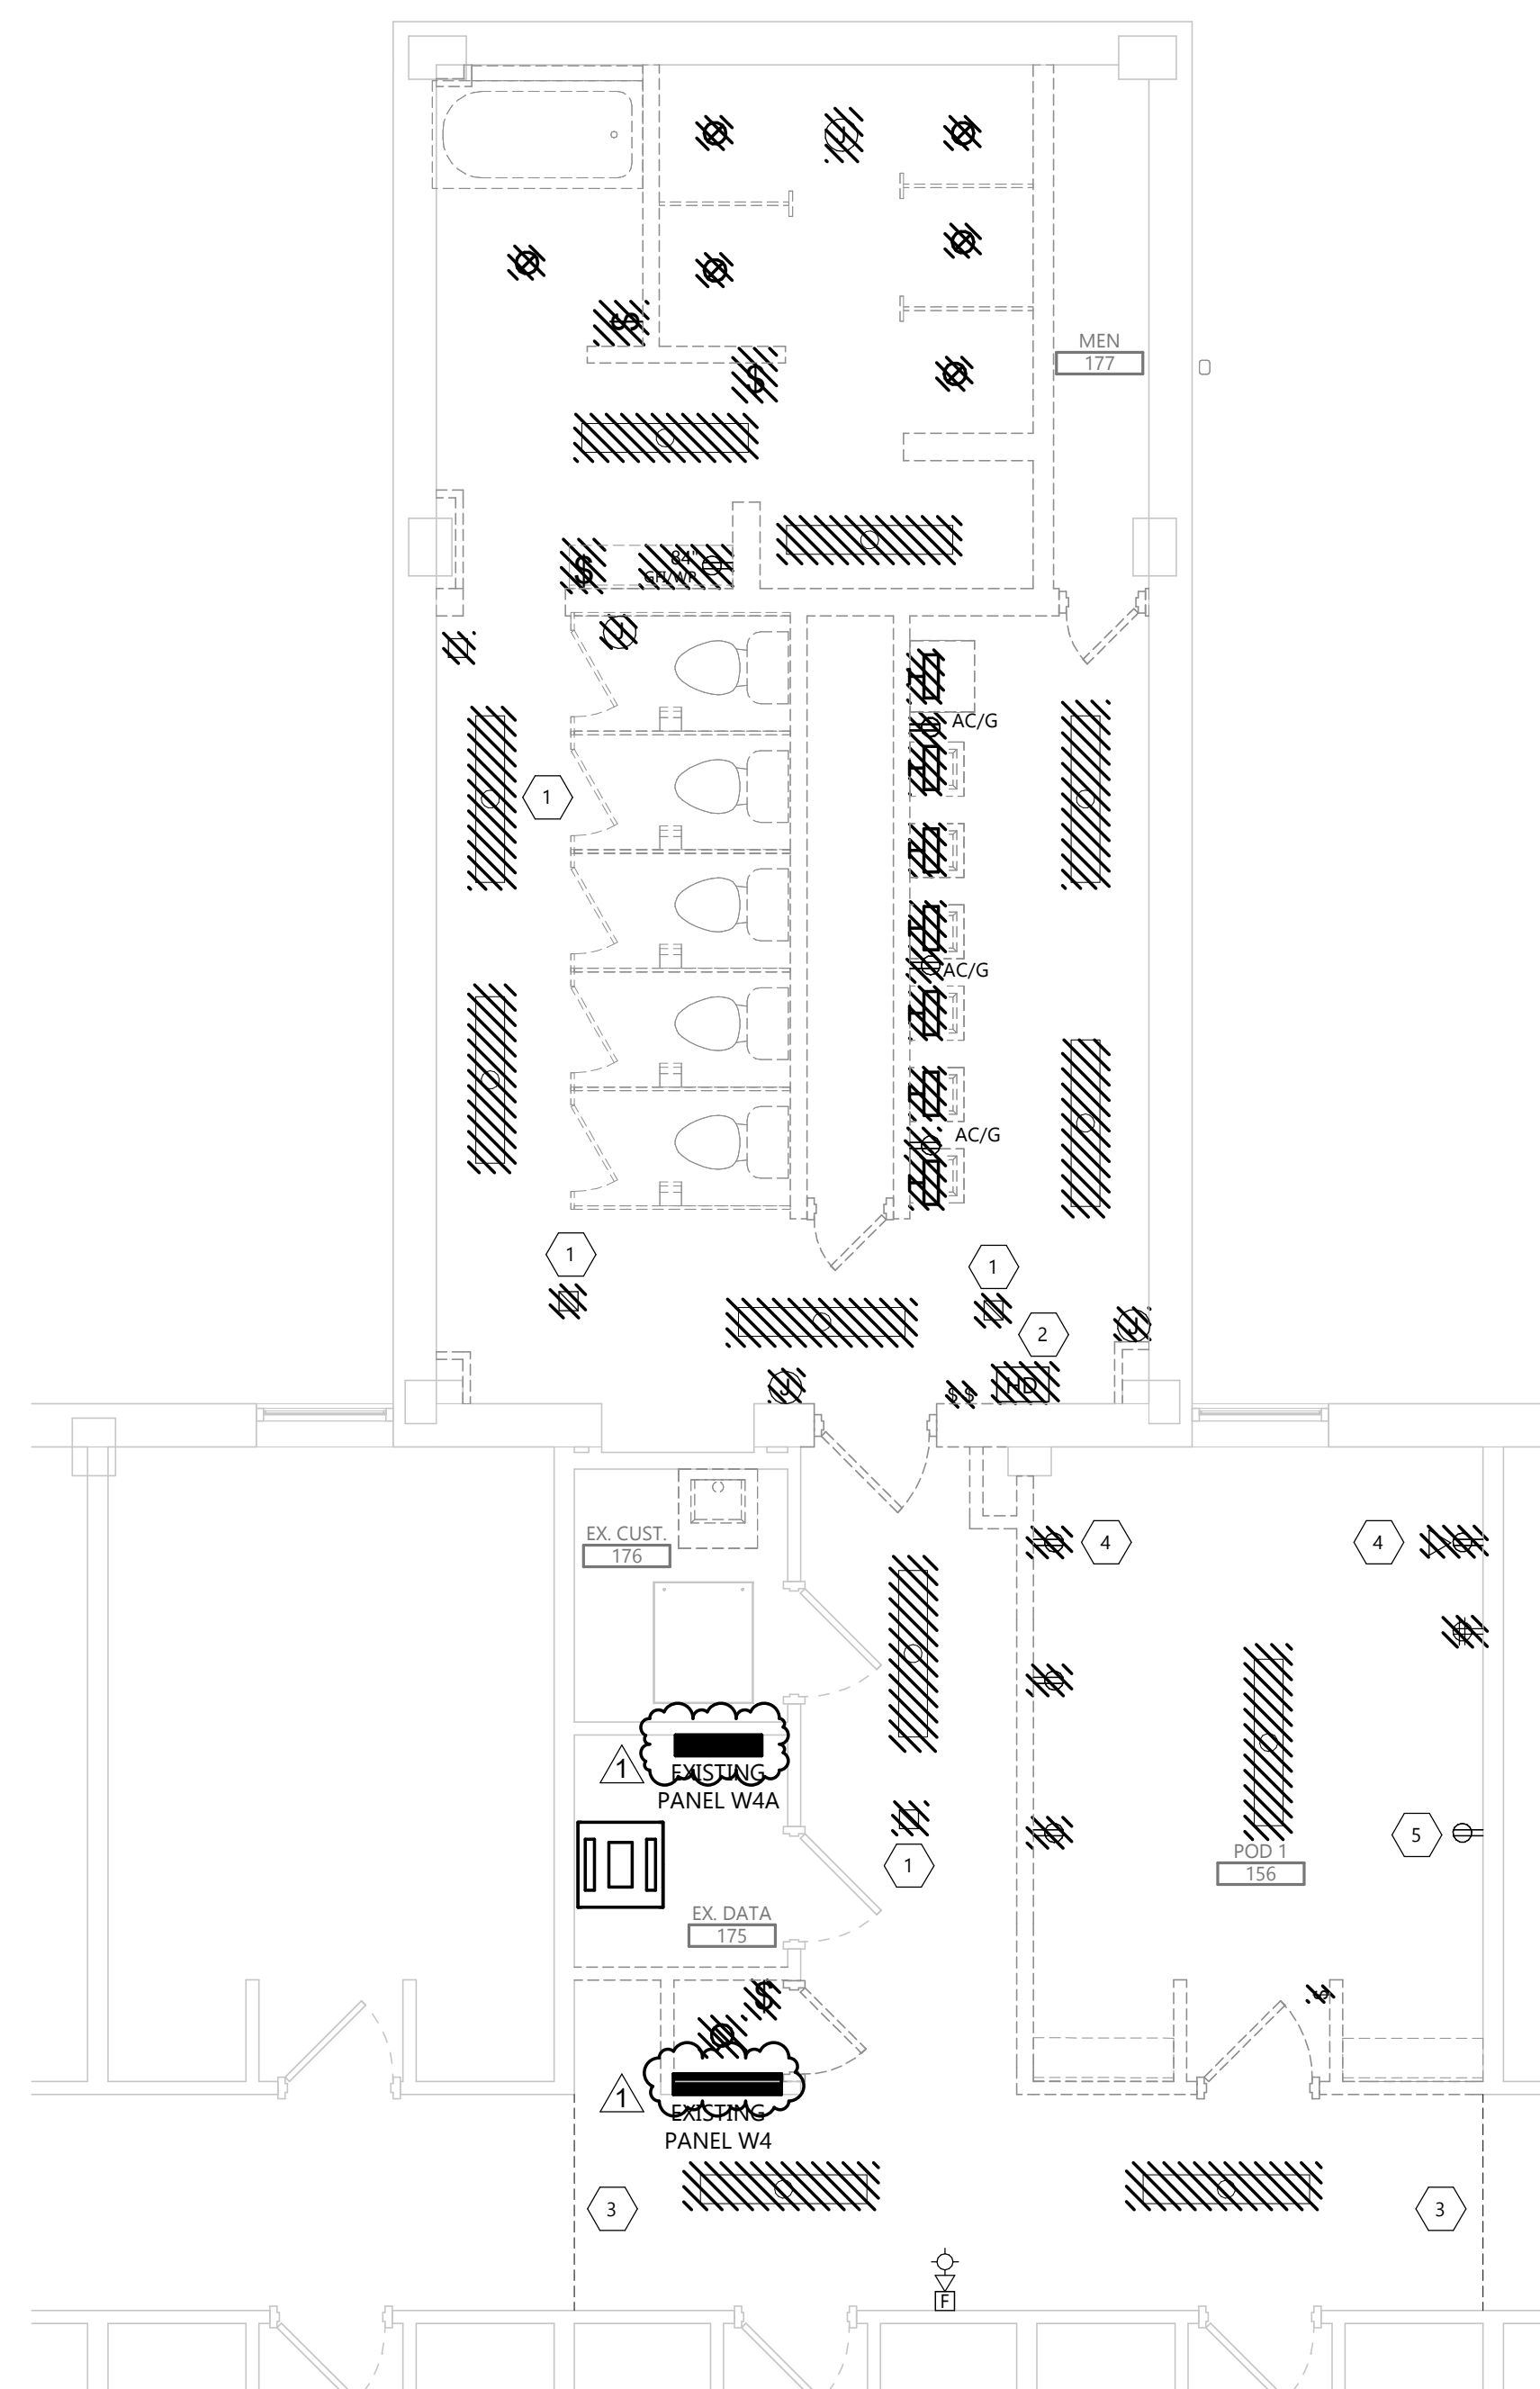 J
$
MEN
177
$
84"
$
GFI/WP
J
AC/G
1
AC/G
AC/G
1
1
2
J
J
$ $
HD
EX. CUST.
176
4
4
1
EXISTING
PANEL W4A
5
POD 1
156
1
EX. DATA
175
$
$
1
EXISTING
PANEL W4
3
3
F